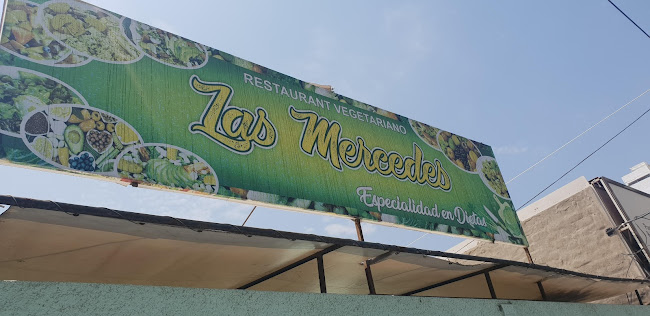 RESTAURANT VEGETARIANO
Las Mercedes
Especialidad en Dietas